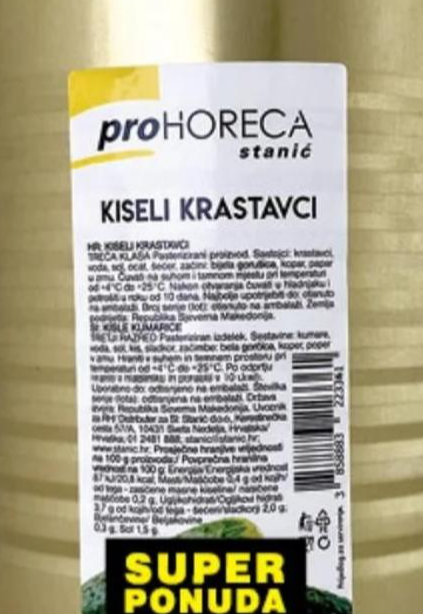 proHORECA
stanić
KISELI KRASTAVCI
HR: KISELI KRASTAVCI
TREĆA KLASA Pasterizirani proizvod. Sastojci: krastavci,
voda, sol, ocat, šećer, začini: bijela gorušica, kopar, papar
u zrnu. Čuvati na suhom i tamnom mjestu pri temperaturi
od +4°C do +25°C. Nakon otvaranja čuvati u hladnjaku i
potrošiti u roku od 10 dana. Najbolje upotrijebiti do: otisnuto
na ambalaži. Broj serije (lot): otisnuto na ambalaži. Zemlja
podrijetla: Republika Sjeverna Makedonija.
SI: KISLE KUMARICE
TRETJI RAZRED Pasteriziran izdelek. Sestavine: kumare,
voda, sol, kis, sladkor, začimbe: bela gorčica, koper, poper
v zrnu. Hraniti v suhem in temnem prostoru pri
temperaturi od +4°C do +25°C. Po odprtju
hraniti v hladilniku in porabiti v 10 dneh.
Uporabno do: odtisnjeno na embalaži. Številka
serije (lota): odtisnjena na embalaži. Država
izvora: Republika Severna Makedonija. Uvoznik
za RH/ Distributer za SI: Stanić d.o.o., Kerestinečka
cesta 57/A, 10431 Sveta Nedelja, Hrvatska/
Hrvaška, 01 2481 888, stanic@stanic.hr,
www.stanic.hr. Prosječne hranjive vrijednosti
na 100 g proizvoda:/ Povprečna hranilna
vrednost na 100 g: Energija/Energijska vrednost
87 kJ/20,8 kcal, Masti/Maščobe 0,4 g od kojih/
od tega - zasićene masne kiseline/ nasičene
maščobe 0,2 g, Ugljikohidrati/Ogljikovi hidrati
3,7 g od kojih/od tega - šećeri/sladkorji 2,0 g,
Bjelančevine/ Beljakovine
0,3 g, Sol 1,5 g.
3 858883 223341
Prijedlog za serviranje.
SUPER
PONUDA